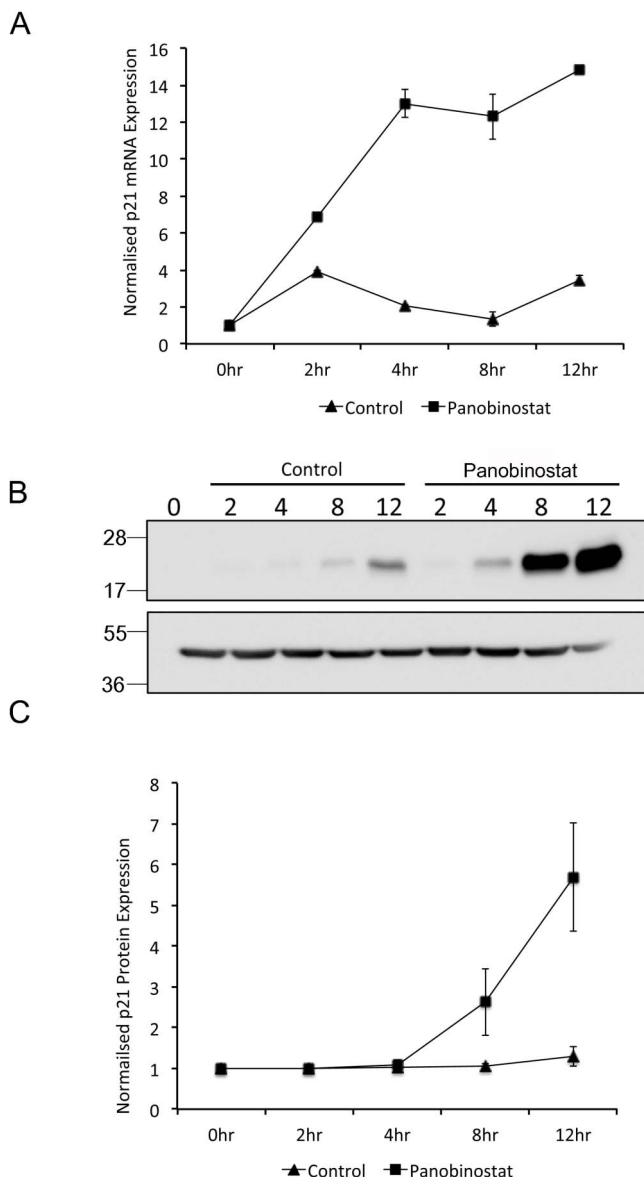 A
Normalised p21 mRNA Expression
16
14
12
10
8
6
4
2
0
0hr 2hr 4hr 8hr 12hr
Control Panobinostat
B
Control Panobinostat
0 2 4 8 12 2 4 8 12
28
17
55
36
C
Normailsed p21 Protein Expression
8
7
6
5
4
3
2
1
0
0hr 2hr 4hr 8hr 12hr
Control Panobinostat